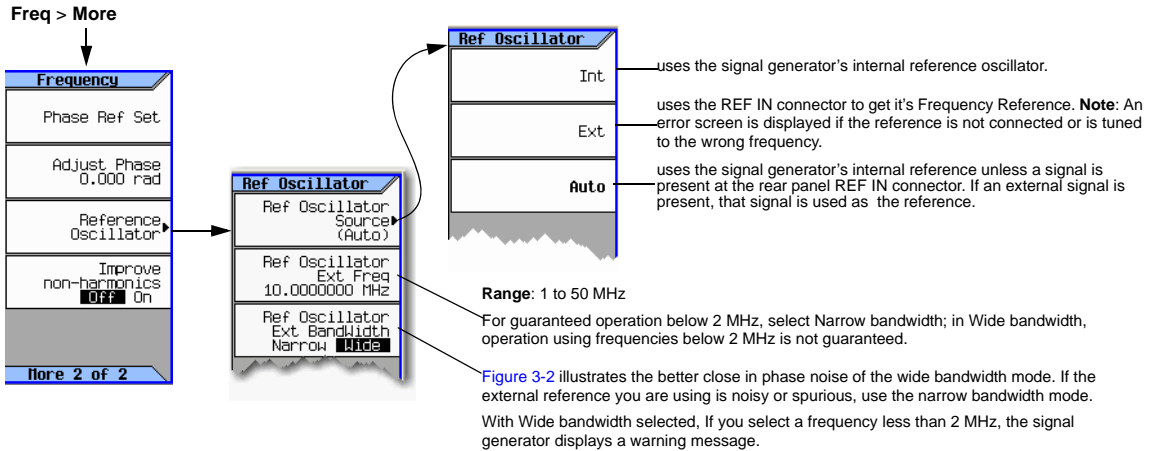 Freq > More
Frequency
Phase Ref Set
Adjust Phase
0.000 rad
Reference
Oscillator
Improve
non-harmonics
Off On
More 2 of 2
Ref Oscillator
Ref Oscillator
Source
(Auto)
Ref Oscillator
Ext Freq
10.0000000 MHz
Ref Oscillator
Ext BandWidth
Narrow Wide
Ref Oscillator
Int
Ext
Auto
uses the signal generator's internal reference oscillator.
uses the REF IN connector to get it's Frequency Reference. Note: An
error screen is displayed if the reference is not connected or is tuned
to the wrong frequency.
uses the signal generator's internal reference unless a signal is
present at the rear panel REF IN connector. If an external signal is
present, that signal is used as the reference.
Range: 1 to 50 MHz
For guaranteed operation below 2 MHz, select Narrow bandwidth; in Wide bandwidth,
operation using frequencies below 2 MHz is not guaranteed.
Figure 3-2 illustrates the better close in phase noise of the wide bandwidth mode. If the
external reference you are using is noisy or spurious, use the narrow bandwidth mode.
With Wide bandwidth selected, If you select a frequency less than 2 MHz, the signal
generator displays a warning message.